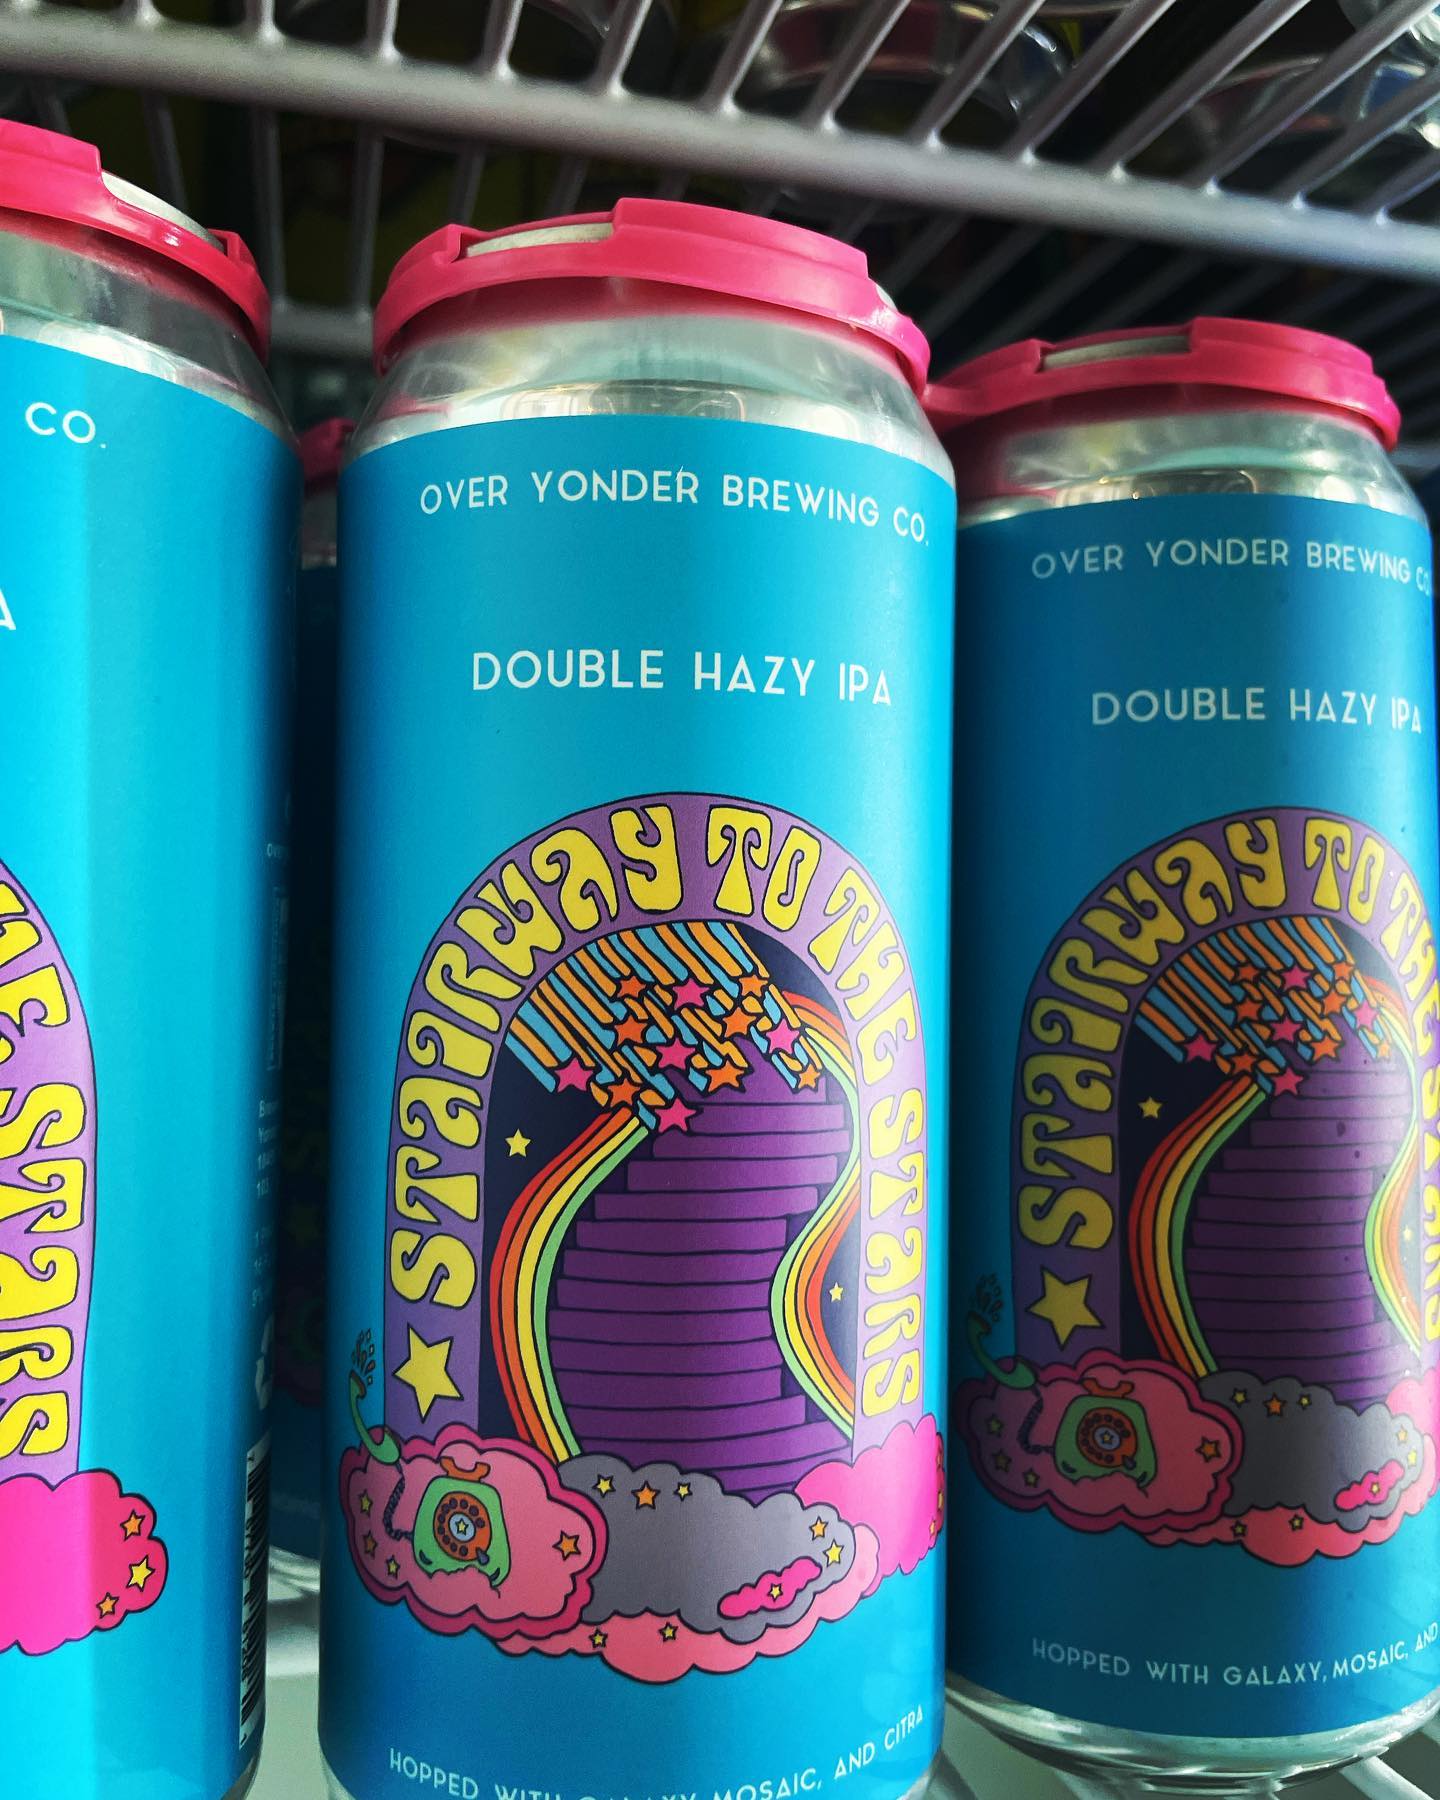 CO.
OVER YONDER BREWING CO.
DOUBLE HAZY IPA
STAIRWAY TO THE STARS
HOPPED WITH GALAXY, MOSAIC, AND CITRA
OVER YONDER BREWING CO
DOUBLE HAZY IPA
STAIRWAY TO THE STARS
HOPPED WITH GALAXY, MOSAIC, AND
STARS